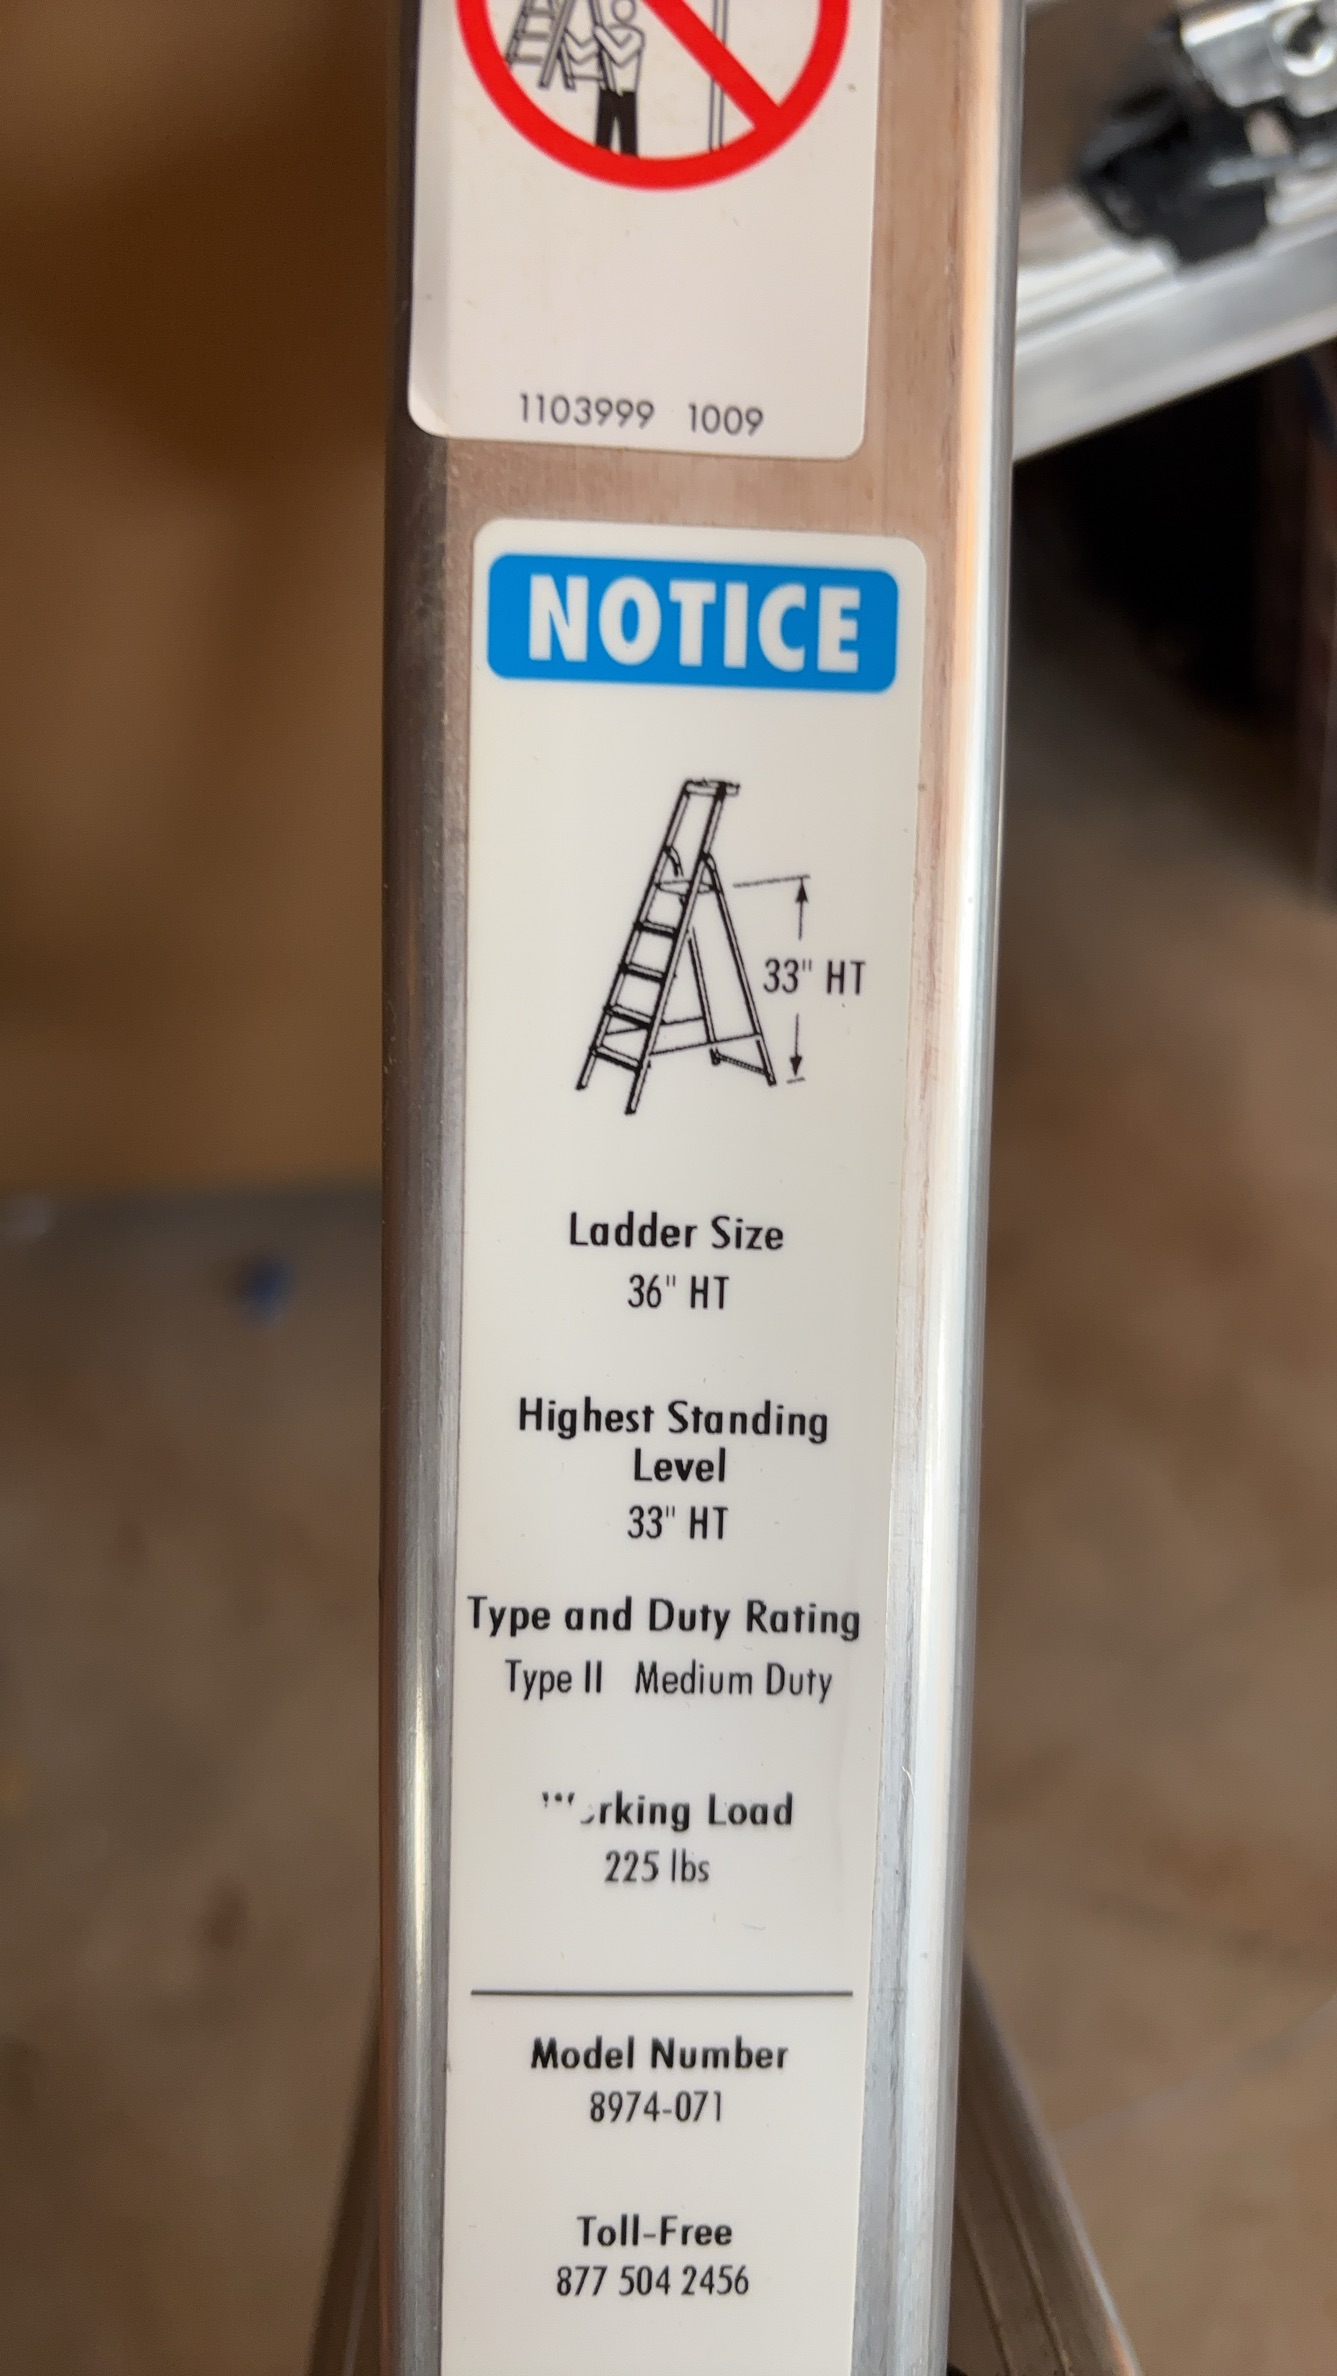 1103999 1009
NOTICE
33" HT
Ladder Size
36" HT
Highest Standing
Level
33" HT
Type and Duty Rating
Type II Medium Duty
Load
225 lbs
Model Number
8974-071
Toll-Free
877 504 2456